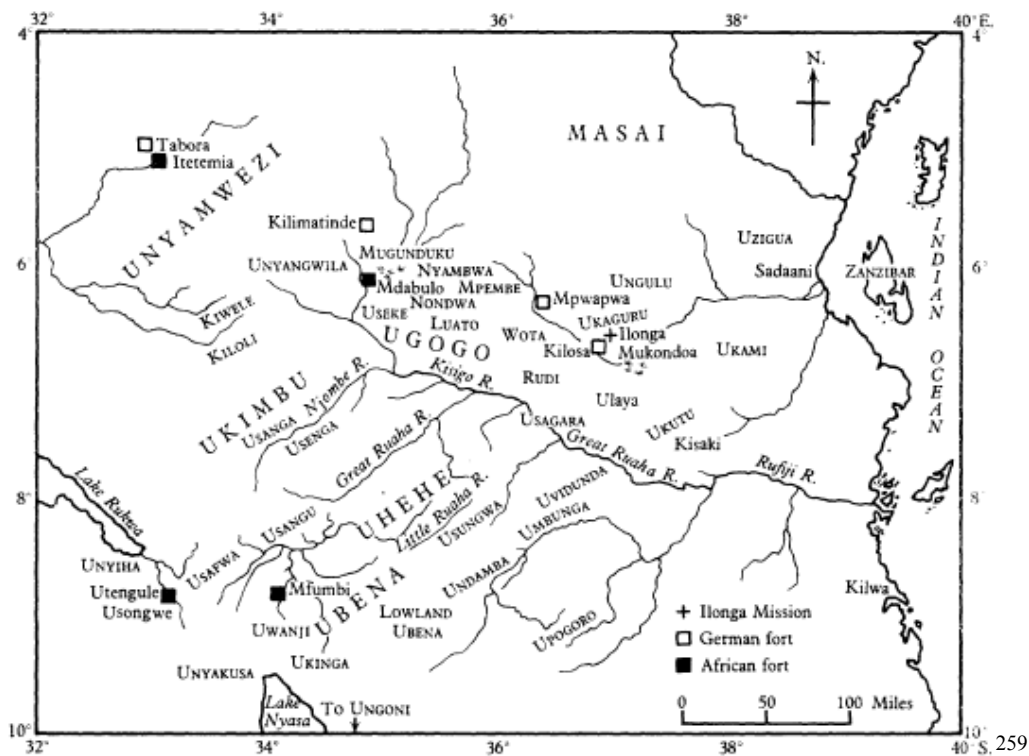 32 34° 36° 38° 40° E.
4° 4°
N.
MASAI
Tabora
Itetemia
UNYAMWEZI
Kilimatinde
MUGUNDUKU
UZIGUA
UNYANGWILA
NYAMBWA
UNGULU
Sadaani
ZANZIBAR
INDIAN OCEAN
6° 6°
Mdabulo
MPEMBE
NONDWA
Mpwapwa
USEKE
LUATO
UKAGURU
KIWELE
UGOGO
WOTA
Ilonga
KILOLI
Kilosa
Mukondoa
UKAMI
Kisigo R.
RUDI
UKIMBU
USANGA
Njombe R.
Ulaya
USENGA
USAGARA
UKUTU
Great Ruaha R.
Kisaki
Great Ruaha R.
Rufiji R.
Lake Rukwa
8° 8°
UHEHE
Little Ruaha R.
UVIDUNDA
USANGU
USUNGWA
UMBUNGA
UNYIHA
USAFWA
UNDAMBA
Utengule
Usongwe
Mfumbi
UBENA
Kilwa
LOWLAND
UBENA
UWANJI
UPOGORO
UKINGA
UNYAKUSA
Ilonga Mission
German fort
African fort
Lake
Nyasa
TO UNGONI
0 50 100 Miles
10° 10°
32° 34° 36° 38° 40° S. 259